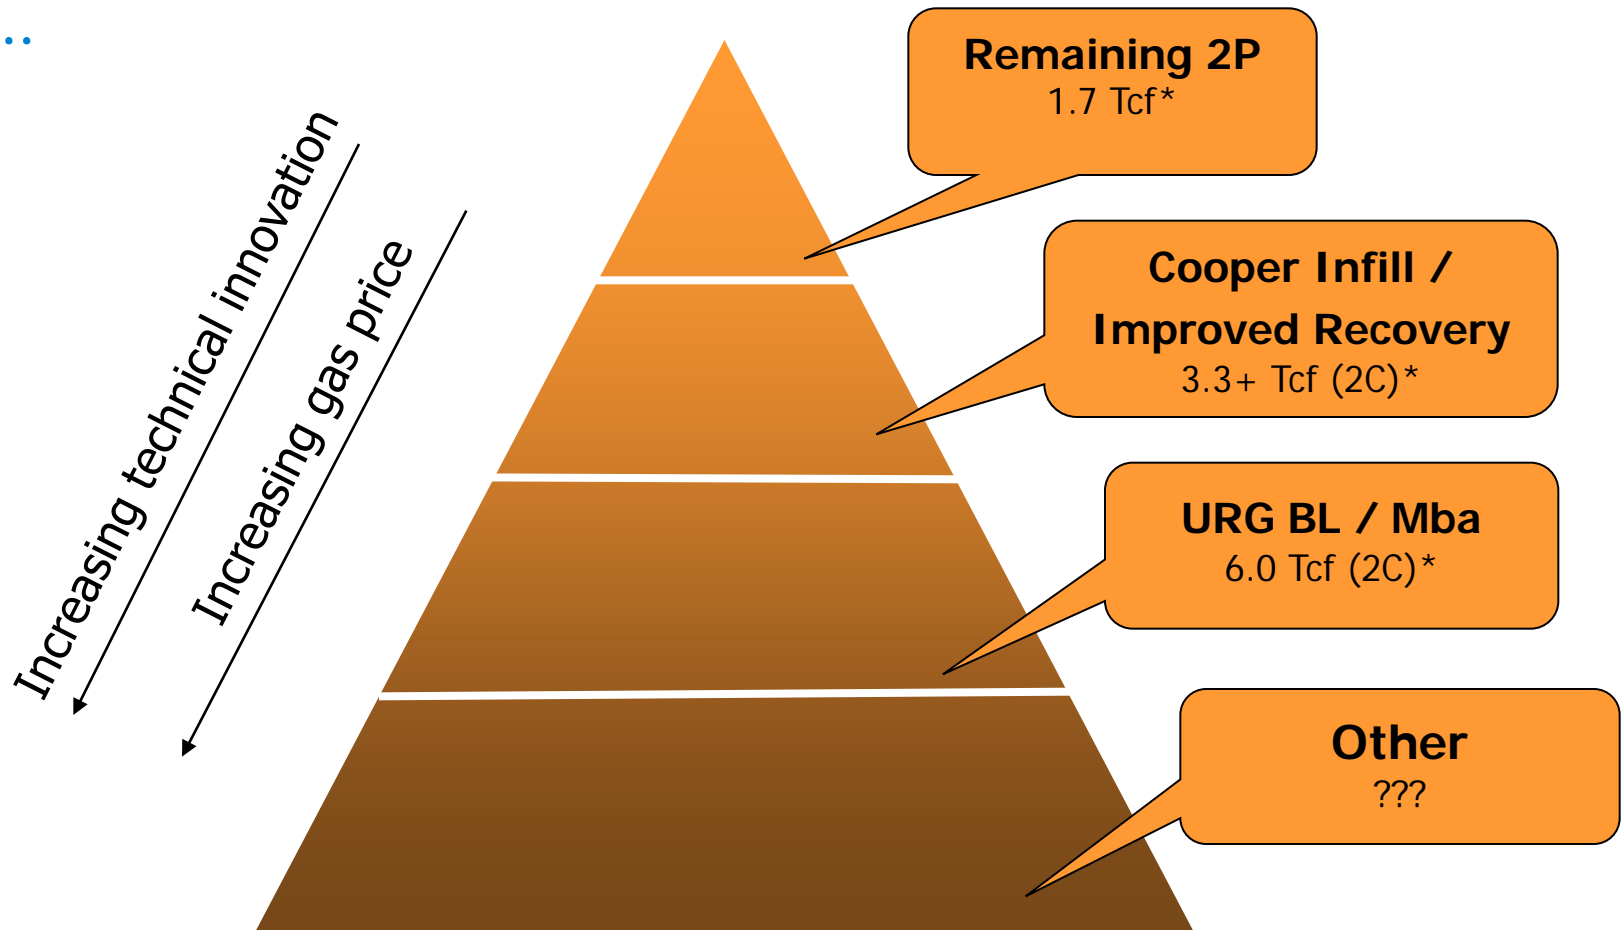 ..
Increasing technical innovation
Increasing gas price
Remaining 2P
1.7 Tcf*
Cooper Infill /
Improved Recovery
3.3+ Tcf (2C)*
URG BL / Mba
6.0 Tcf (2C)*
Other
???